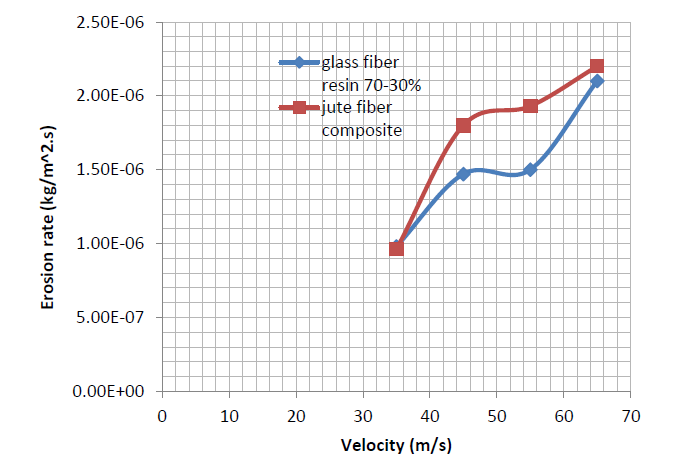 2.50E-06
2.00E-06
1.50E-06
1.00E-06
5.00E-07
0.00E+00
Erosion rate (kg/m^2.s)
glass fiber
resin 70-30%
jute fiber
composite
0 10 20 30 40 50 60 70
Velocity (m/s)